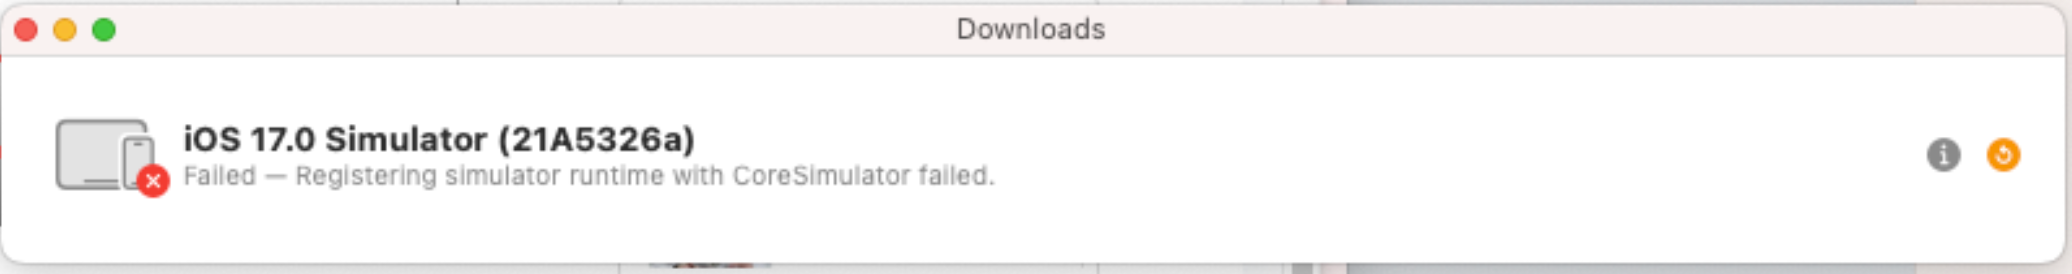 Downloads
iOS 17.0 Simulator (21A5326a)
Failed — Registering simulator runtime with CoreSimulator failed.